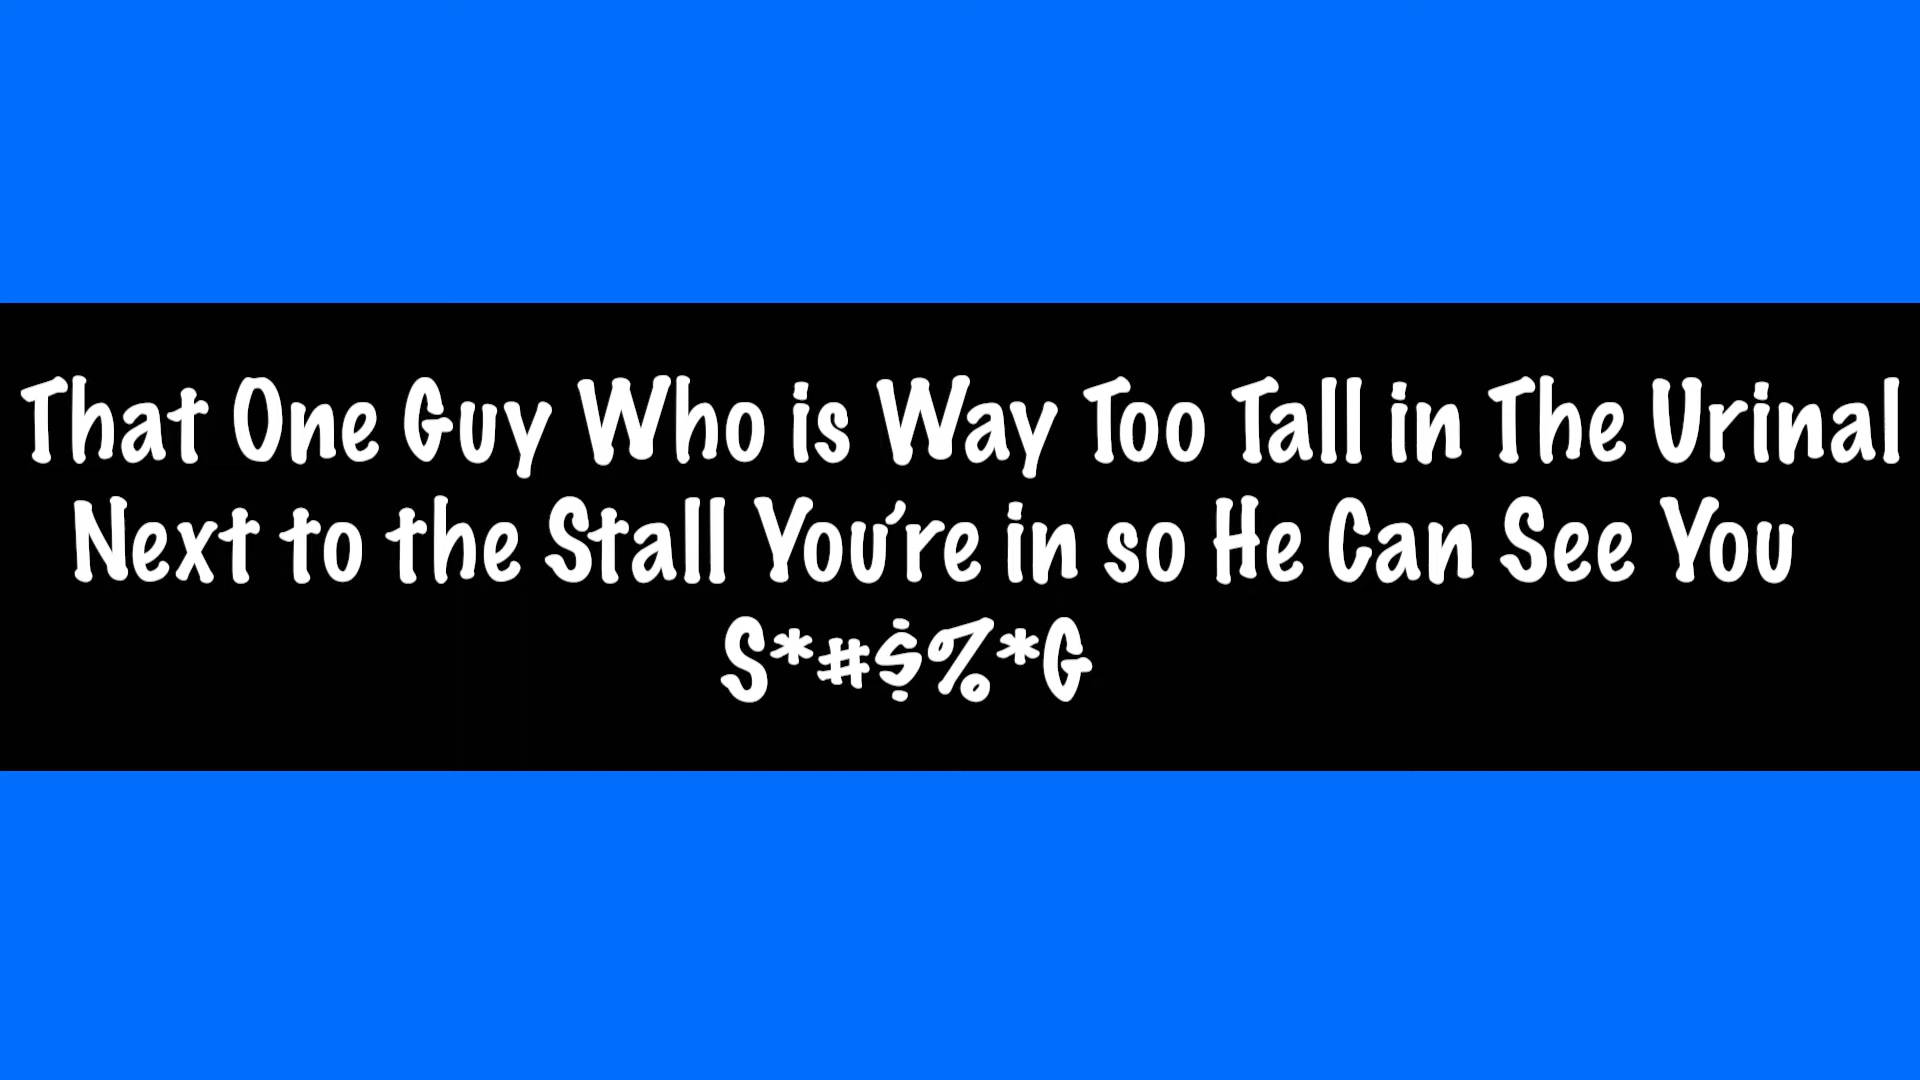 That One Guy Who is Way Too Tall in The Urinal
Next to the Stall You're in so He Can See You
S*#$%*G